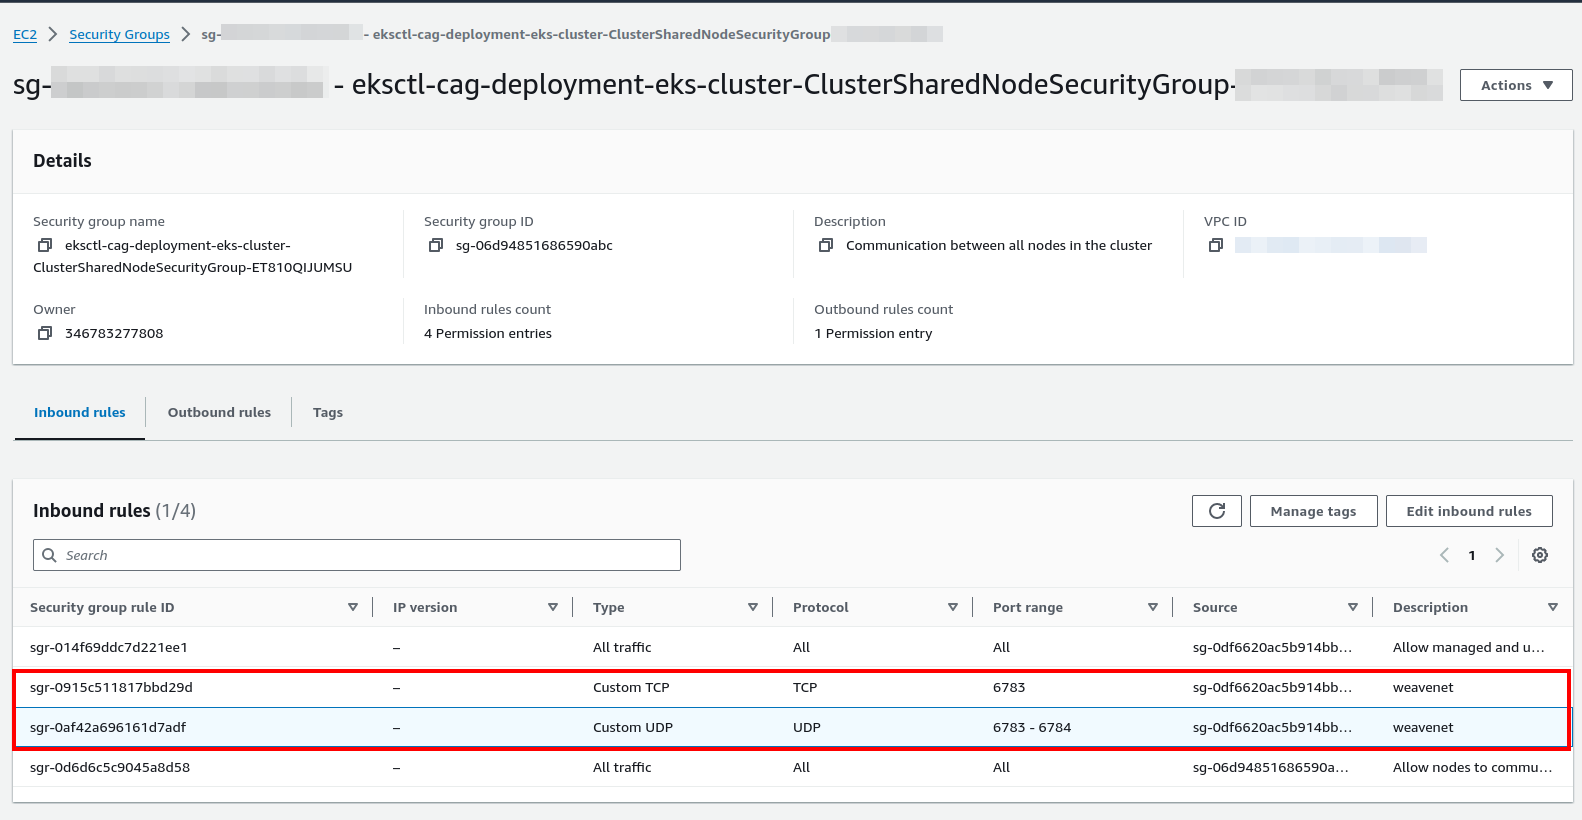 EC2 > Security Groups > sg- - eksctl-cag-deployment-eks-cluster-ClusterSharedNodeSecurityGroup
sg- - eksctl-cag-deployment-eks-cluster-ClusterSharedNodeSecurityGroup-
Actions
Details
Security group name
eksctl-cag-deployment-eks-cluster-
ClusterSharedNodeSecurityGroup-ET810QIJUMSU
Security group ID
sg-06d94851686590abc
Description
Communication between all nodes in the cluster
VPC ID
Owner
346783277808
Inbound rules count
4 Permission entries
Outbound rules count
1 Permission entry
Inbound rules Outbound rules Tags
Inbound rules (1/4)
Manage tags Edit inbound rules
Search
1
Security group rule ID IP version Type Protocol Port range Source Description
sgr-014f69ddc7d221ee1 – All traffic All All sg-0df6620ac5b914bb... Allow managed and u...
sgr-0915c511817bbd29d – Custom TCP TCP 6783 sg-0df6620ac5b914bb... weavenet
sgr-0af42a696161d7adf – Custom UDP UDP 6783 - 6784 sg-0df6620ac5b914bb... weavenet
sgr-0d6d6c5c9045a8d58 – All traffic All All sg-06d94851686590a... Allow nodes to commu...